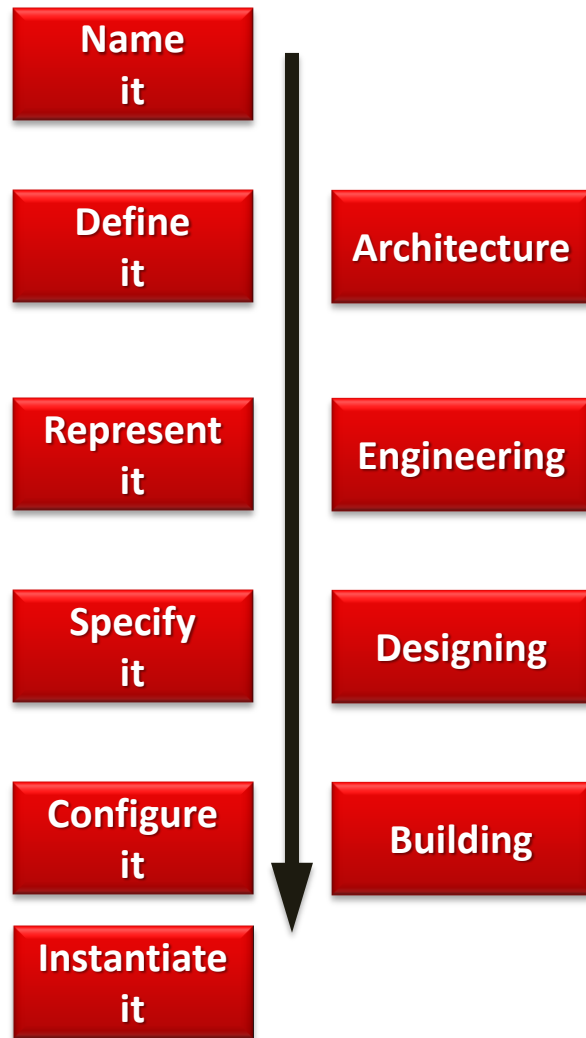 Name
it
Define
it
Architecture
Represent
it
Engineering
Specify
it
Designing
Configure
it
Building
Instantiate
it